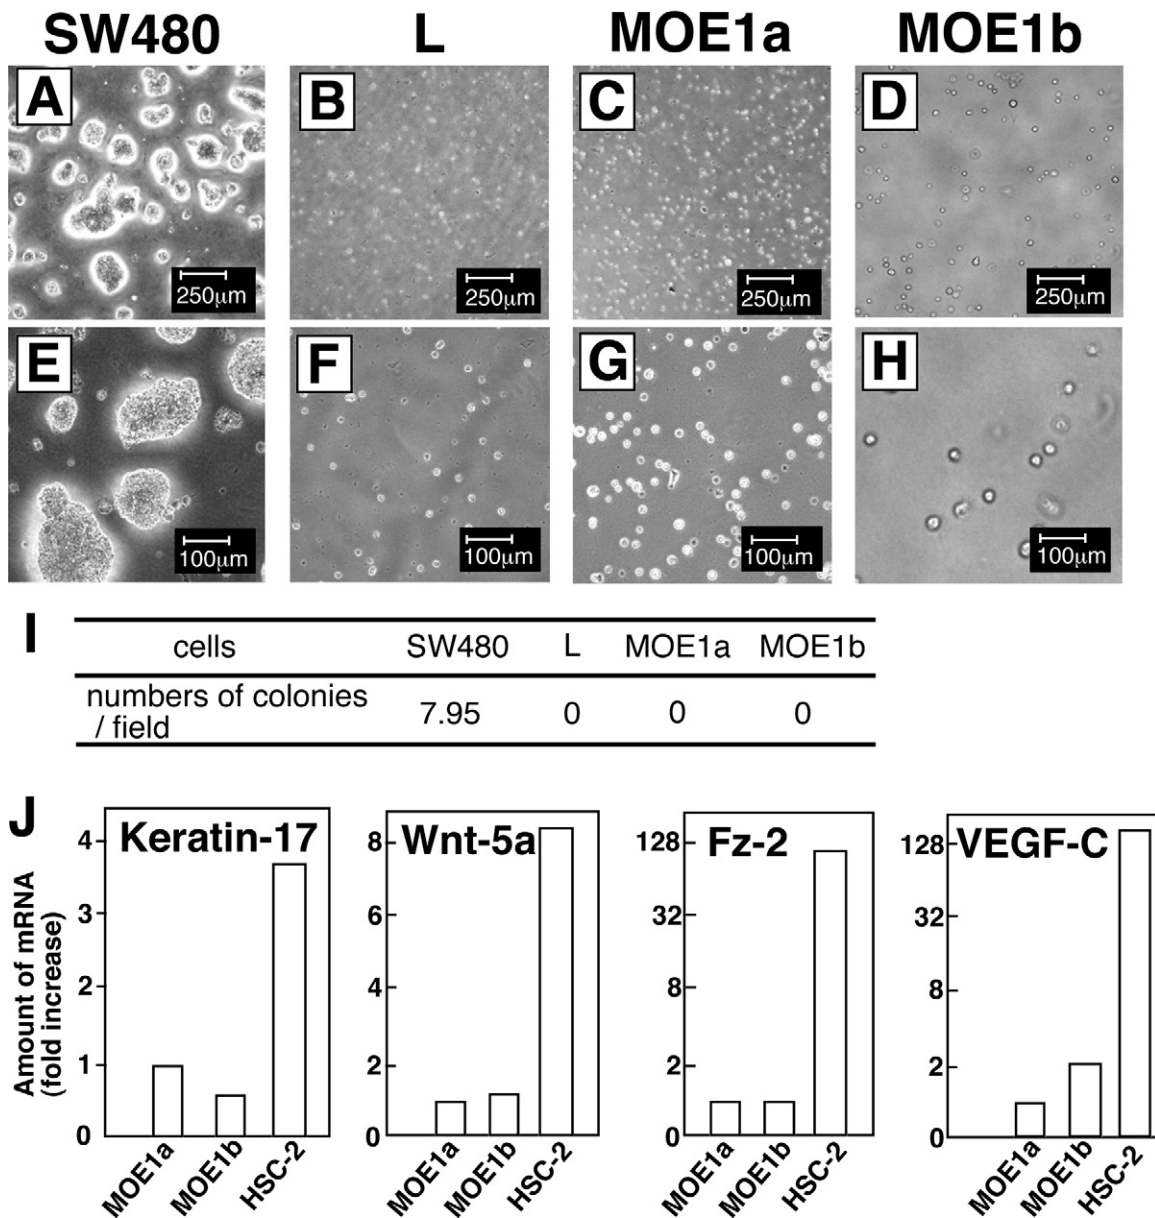 SW480 L MOE1a MOE1b
A B C D
250μm 250μm 250μm 250μm
E F G H
100μm 100μm 100μm 100μm
I
cells SW480 L MOE1a MOE1b
numbers of colonies
/ field 7.95 0 0 0
J
Amount of mRNA
(fold increase)
Keratin-17
4
3
2
1
0
MOE1a MOE1b HSC-2
Wnt-5a
8
6
4
2
0
MOE1a MOE1b HSC-2
Fz-2
128
32
8
2
0
MOE1a MOE1b HSC-2
VEGF-C
128
32
8
2
0
MOE1a MOE1b HSC-2